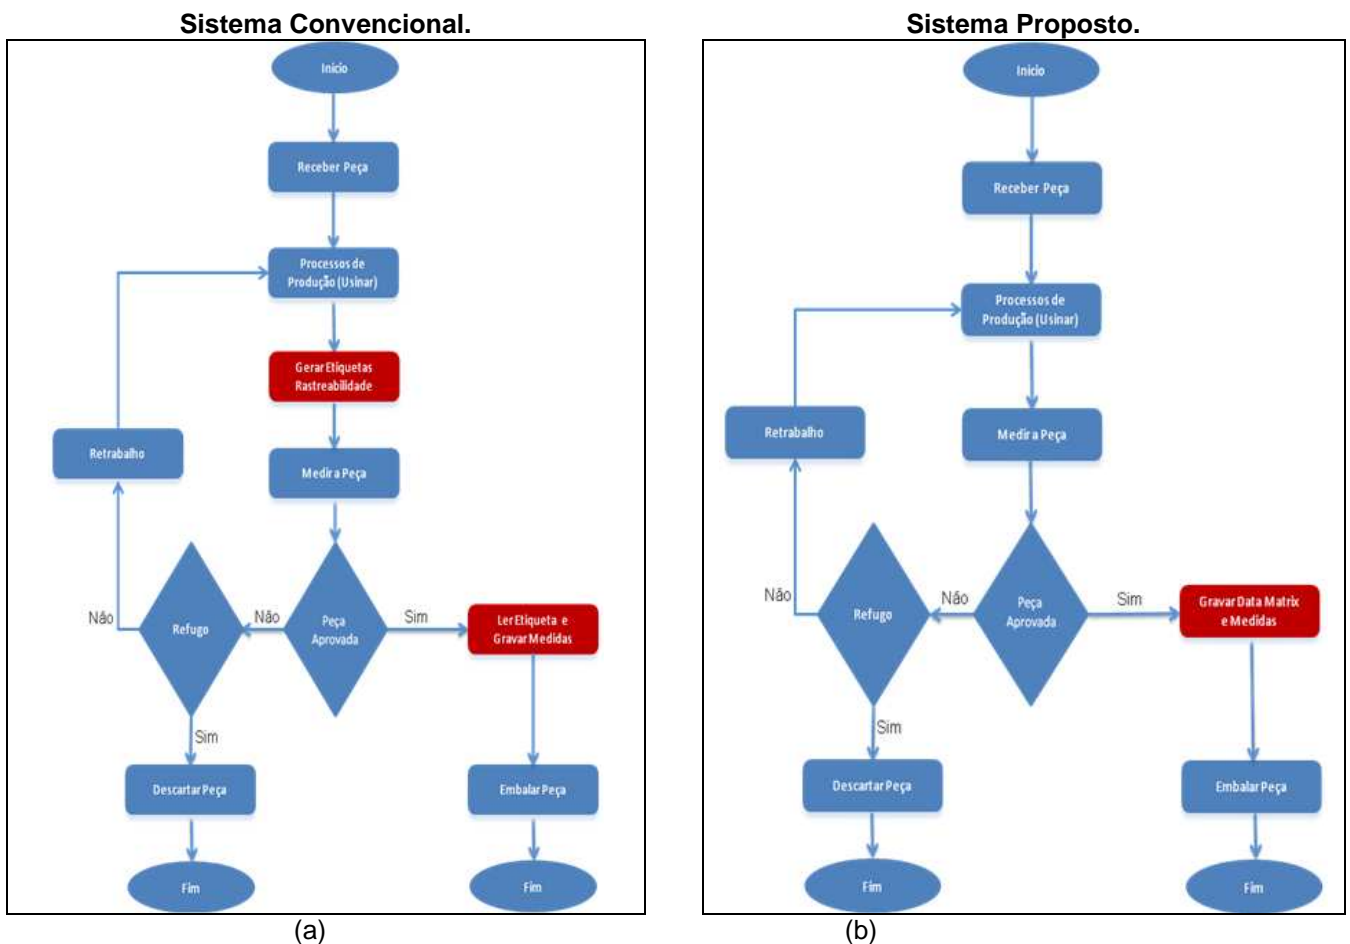 Sistema Convencional.
Inicio
Receber Peça
Processos de
Produção (Usinar)
Gerar Etiquetas
Rastreabilidade
Retrabalho
Medir a Peça
Não
Refugo
Não
Peça
Aprovada
Sim
Ler Etiqueta e
Gravar Medidas
Sim
Descartar Peça
Embalar Peça
Fim
Fim
(a)
Sistema Proposto.
Inicio
Receber Peça
Processos de
Produção (Usinar)
Retrabalho
Medir a Peça
Não
Refugo
Não
Peça
Aprovada
Sim
Gravar Data Matrix
e Medidas
Sim
Descartar Peça
Embalar Peça
Fim
Fim
(b)